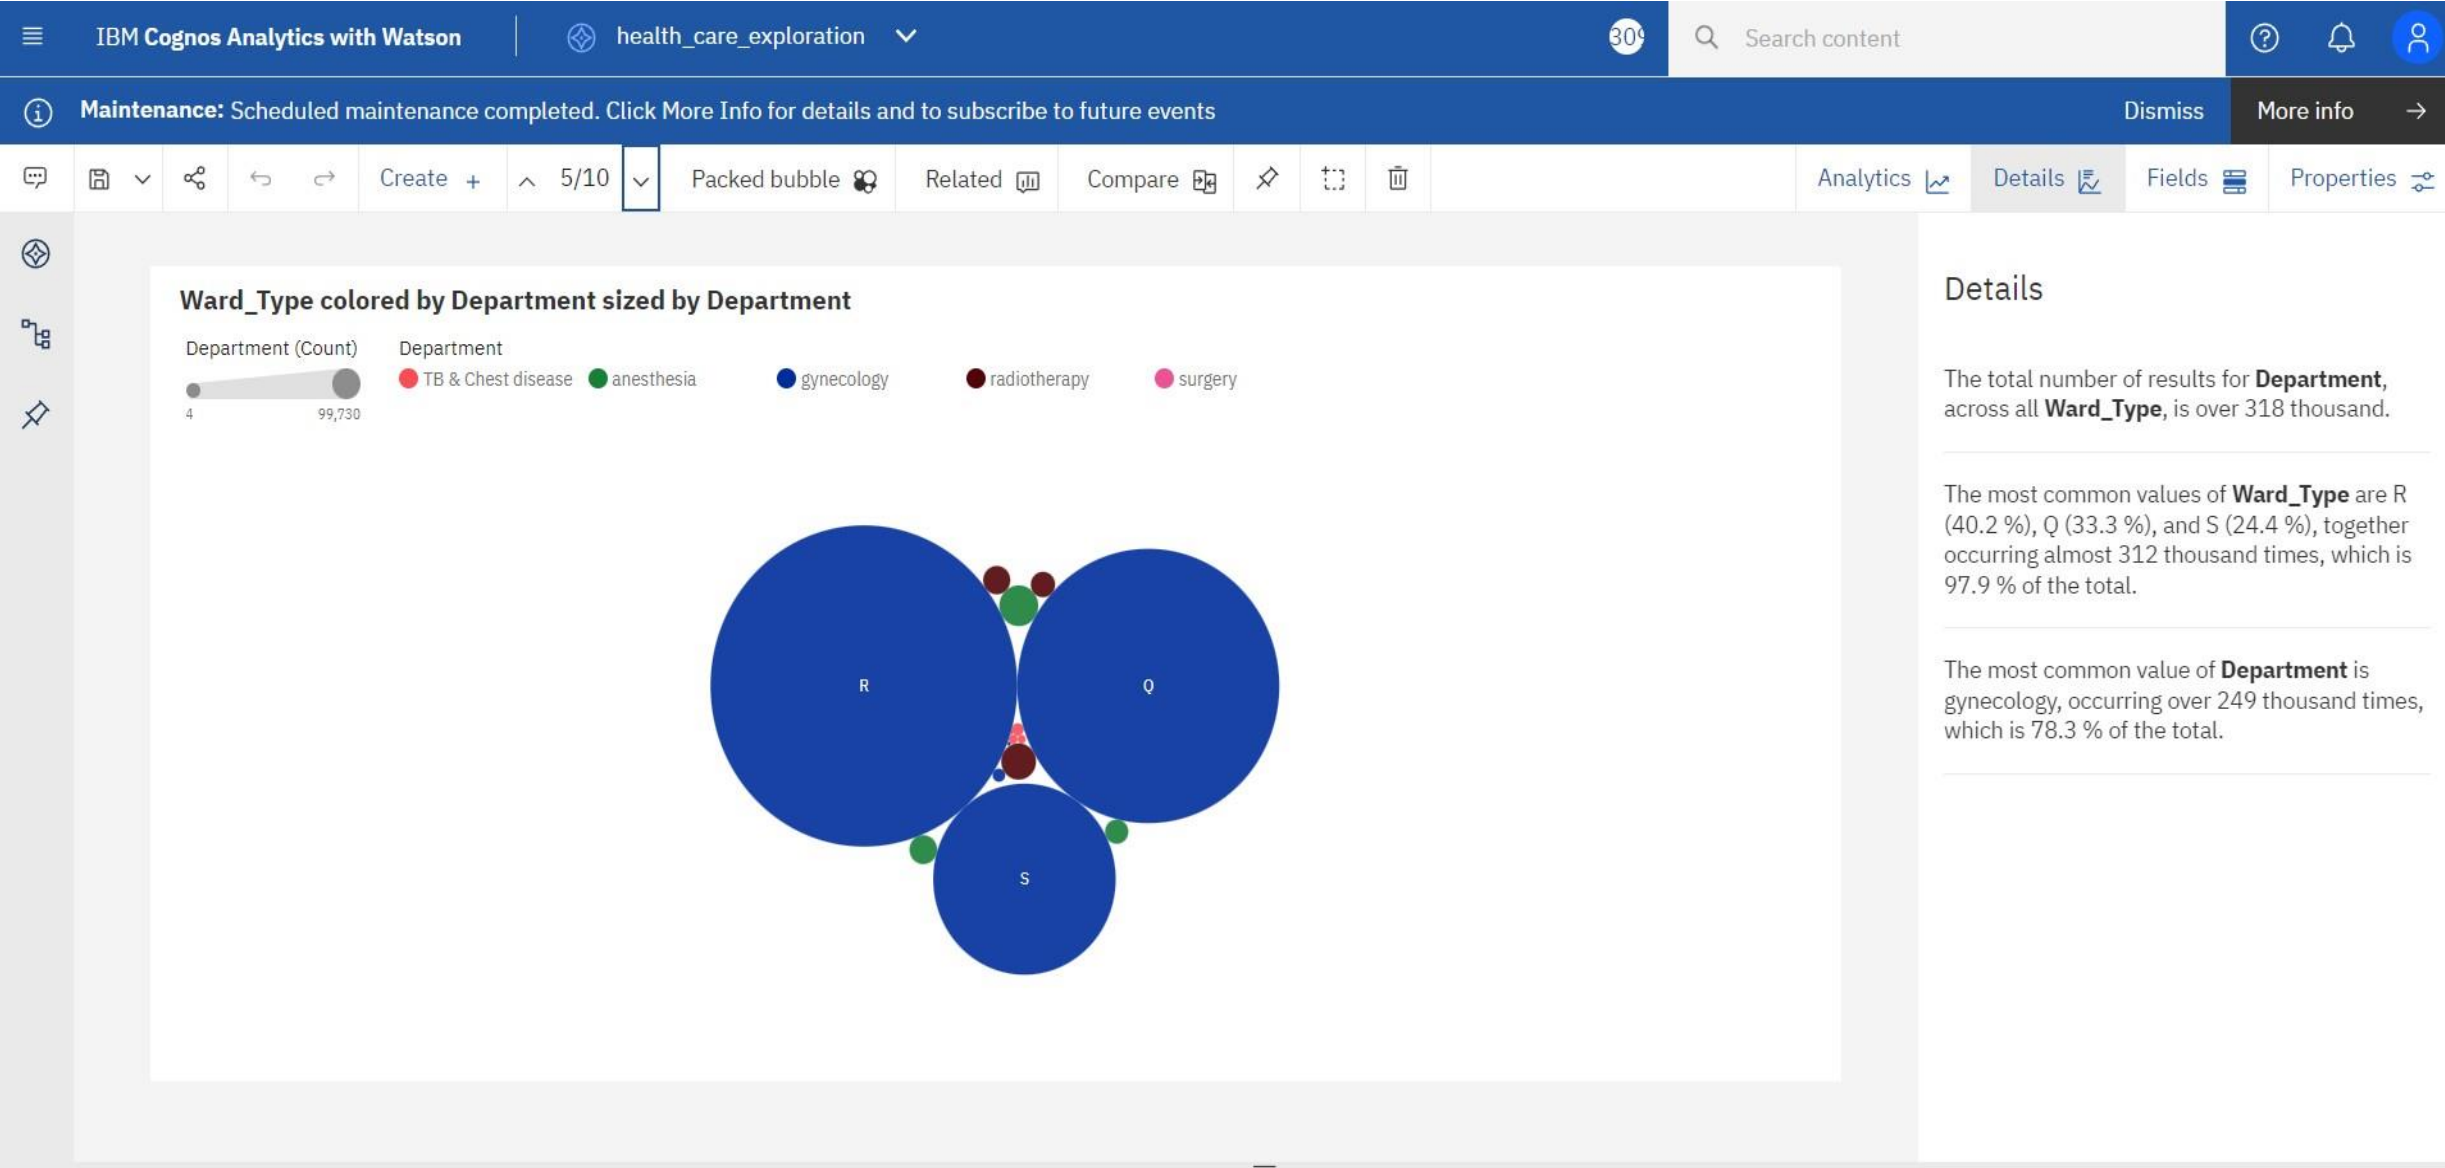 IBM Cognos Analytics with Watson
health_care_exploration
Search content
Maintenance: Scheduled maintenance completed. Click More Info for details and to subscribe to future events
Dismiss
More info
Create +
5/10
Packed bubble
Related
Compare
Analytics
Details
Fields
Properties
Ward_Type colored by Department sized by Department
Department (Count)
4
99,730
Department
TB & Chest disease
anesthesia
gynecology
radiotherapy
surgery
R
Q
S
Details
The total number of results for Department,
across all Ward_Type, is over 318 thousand.
The most common values of Ward_Type are R
(40.2 %), Q (33.3 %), and S (24.4 %), together
occurring almost 312 thousand times, which is
97.9 % of the total.
The most common value of Department is
gynecology, occurring over 249 thousand times,
which is 78.3 % of the total.